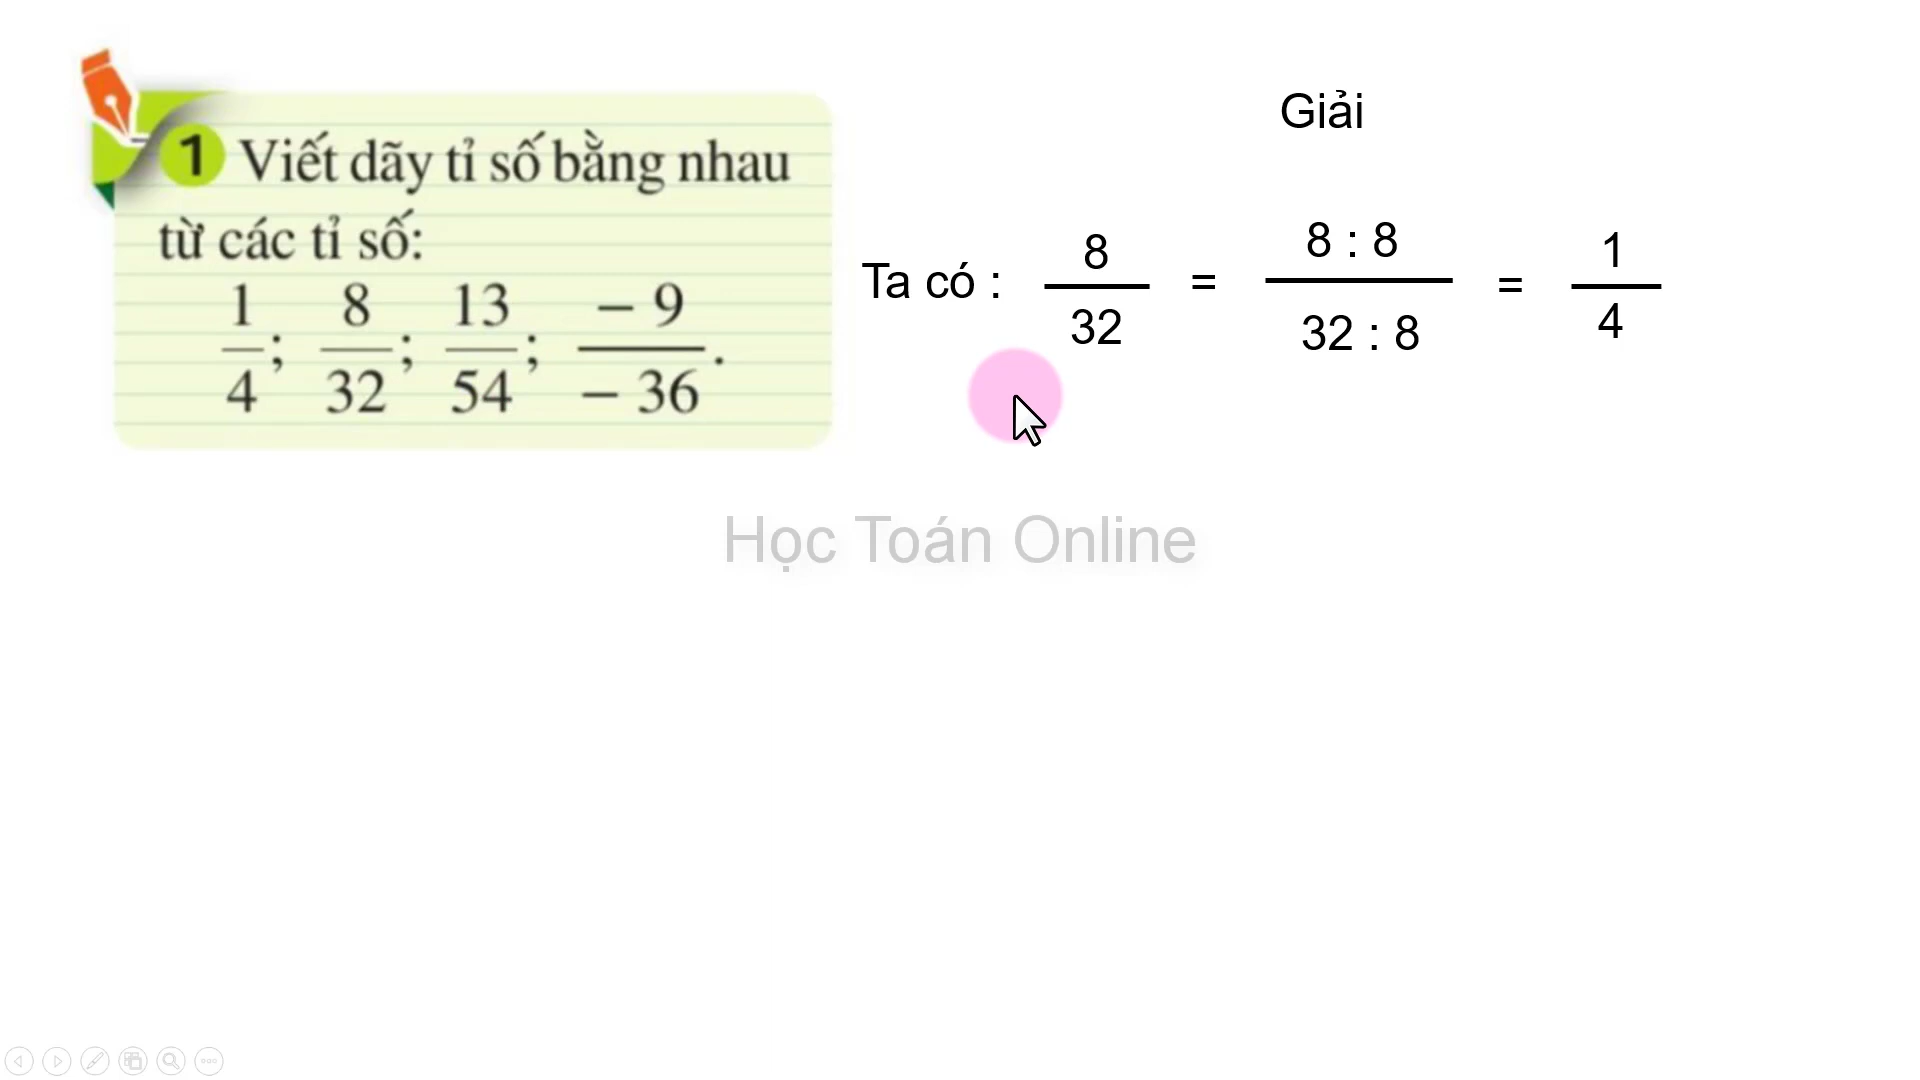 1 Viết dãy tỉ số bằng nhau
từ các tỉ số:
1/4; 8/32; 13/54; − 9/− 36.
Giải
Ta có : 8/32 = 8 : 8/32 : 8 = 1/4
Học Toán Online